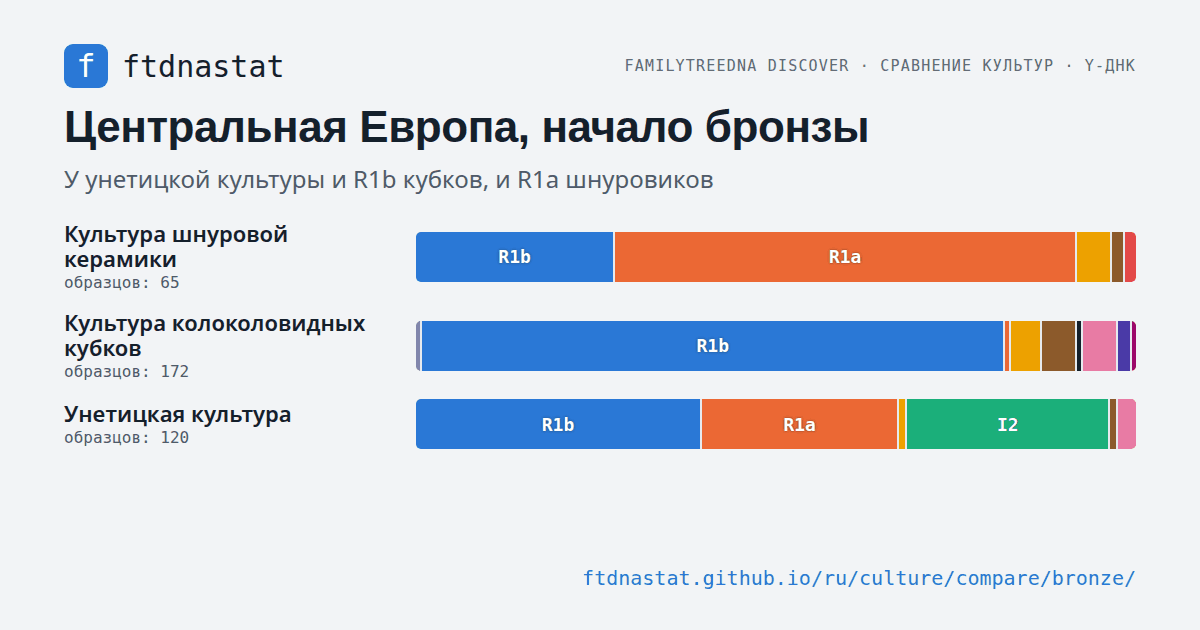 f ftdnastat
FAMILYTREEDNA DISCOVER · СРАВНЕНИЕ КУЛЬТУР · Y-ДНК
Центральная Европа, начало бронзы
У унетицкой культуры и R1b кубков, и R1a шнуровиков
Культура шнуровой
керамики
образцов: 65
R1b R1a
Культура колоколовидных
кубков
образцов: 172
R1b
Унетицкая культура
образцов: 120
R1b R1a I2
ftdnastat.github.io/ru/culture/compare/bronze/